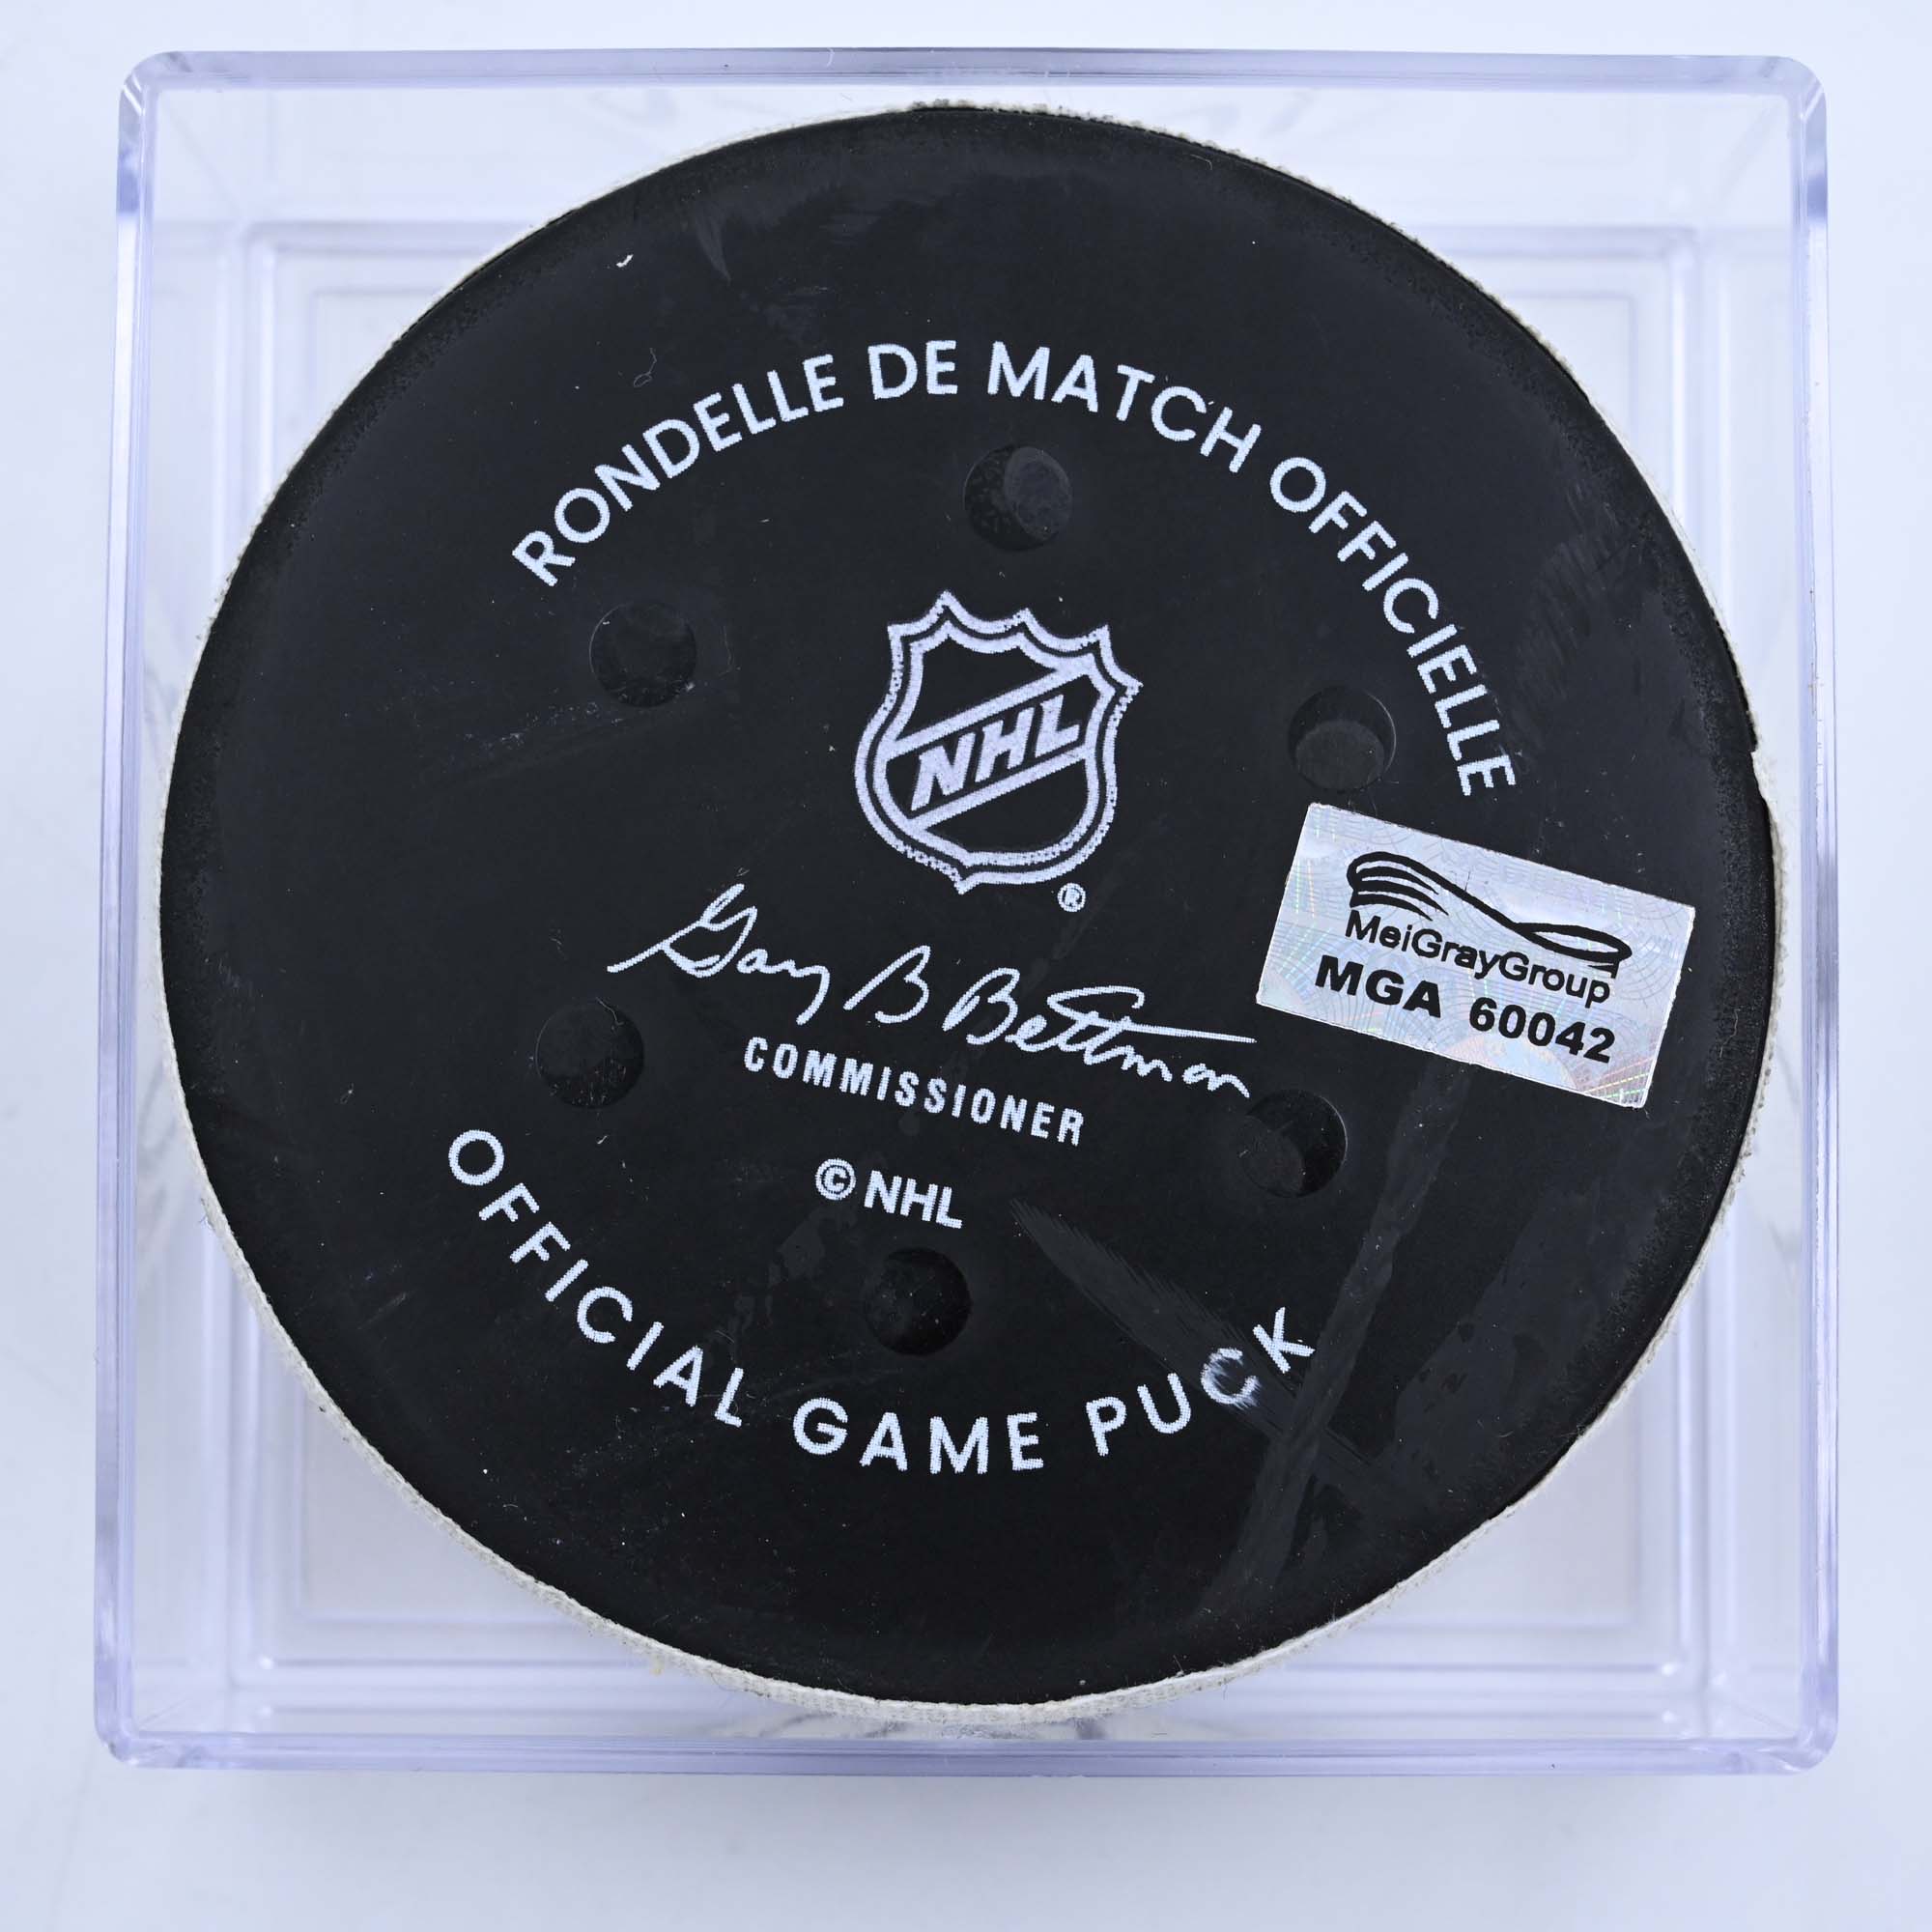 RONDELLE DE MATCH OFFICIELLE
NHL
®
Gary B Bettman
COMMISSIONER
© NHL
OFFICIAL GAME PUCK
MeiGrayGroup
MGA 60042